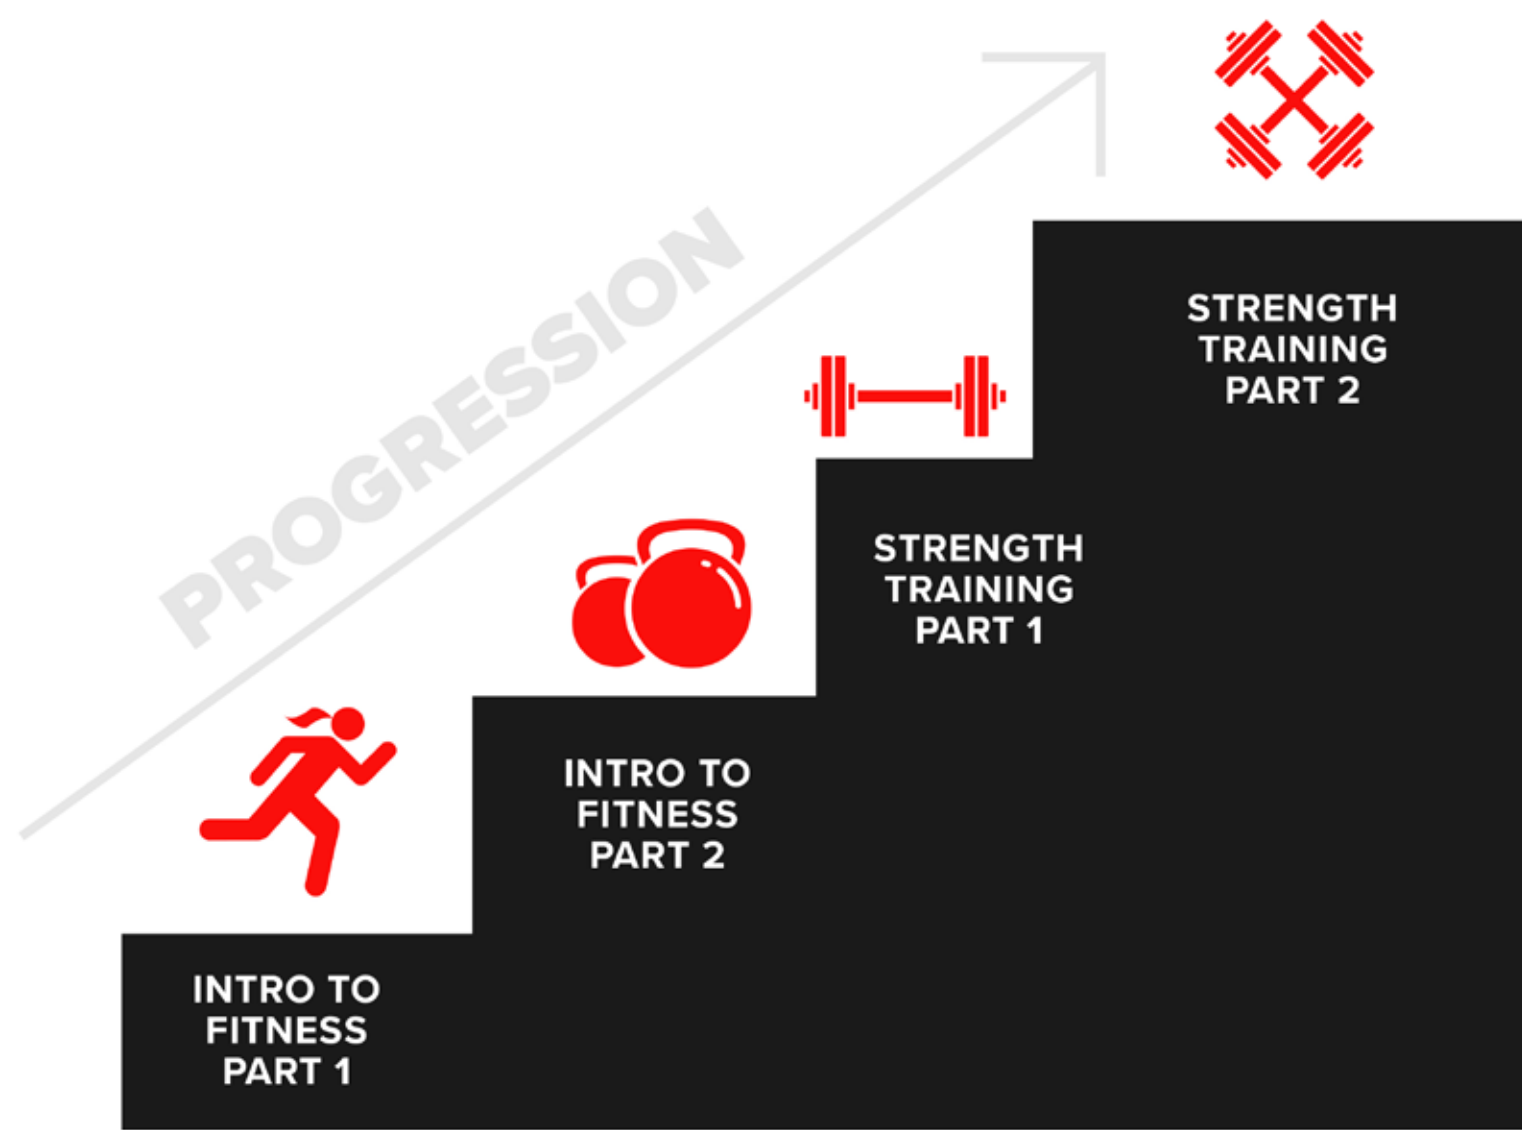 PROGRESSION
STRENGTH
TRAINING
PART 2
STRENGTH
TRAINING
PART 1
INTRO TO
FITNESS
PART 2
INTRO TO
FITNESS
PART 1